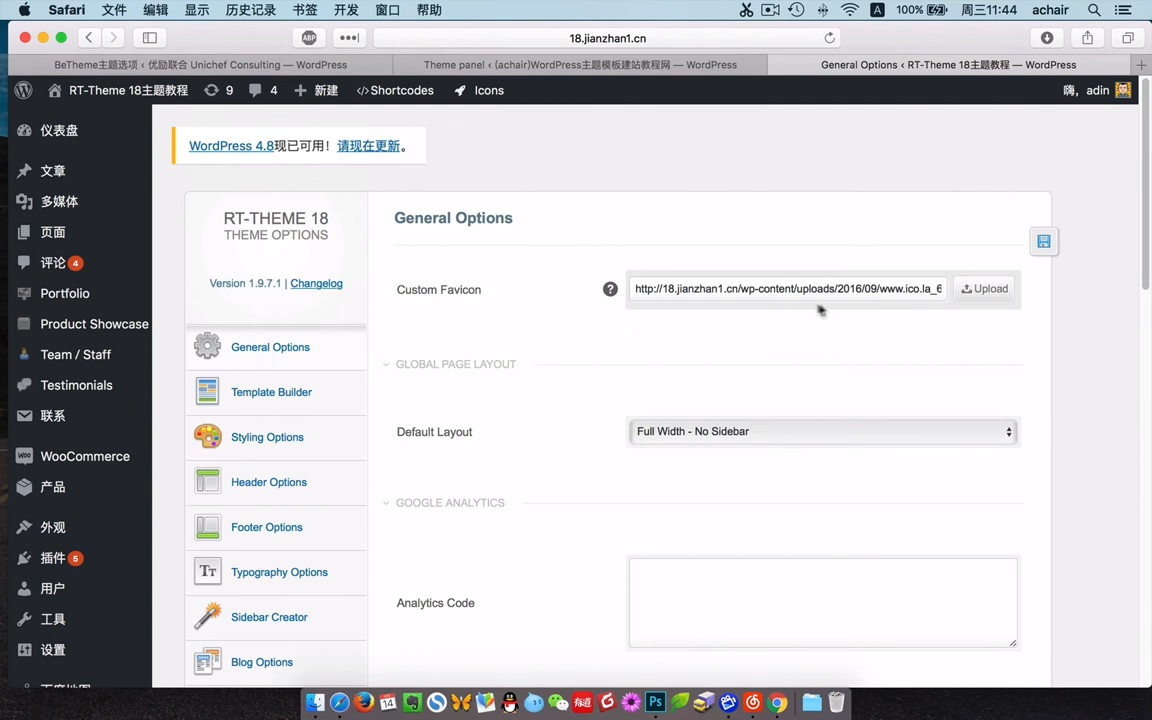 Safari 文件 编辑 显示 历史记录 书签 开发 窗口 帮助 A 100% 周三11:44 achair
ABP 18.jianzhan1.cn
BeTheme主题选项 ‹ 优励联合 Unichef Consulting — WordPress
Theme panel ‹ (achair)WordPress主题模板建站教程网 — WordPress
General Options ‹ RT-Theme 18主题教程 — WordPress
RT-Theme 18主题教程 9 4 新建 </>Shortcodes Icons 嗨，adin
仪表盘
文章
多媒体
页面
评论 4
Portfolio
Product Showcase
Team / Staff
Testimonials
联系
WooCommerce
产品
外观
插件 5
用户
工具
设置
WordPress 4.8现已可用！请现在更新。
RT-THEME 18
THEME OPTIONS
Version 1.9.7.1 | Changelog
General Options
Template Builder
Styling Options
Header Options
Footer Options
Typography Options
Sidebar Creator
Blog Options
General Options
Custom Favicon ? http://18.jianzhan1.cn/wp-content/uploads/2016/09/www.ico.la_6 Upload
GLOBAL PAGE LAYOUT
Default Layout Full Width - No Sidebar
GOOGLE ANALYTICS
Analytics Code
14 有道 Ps